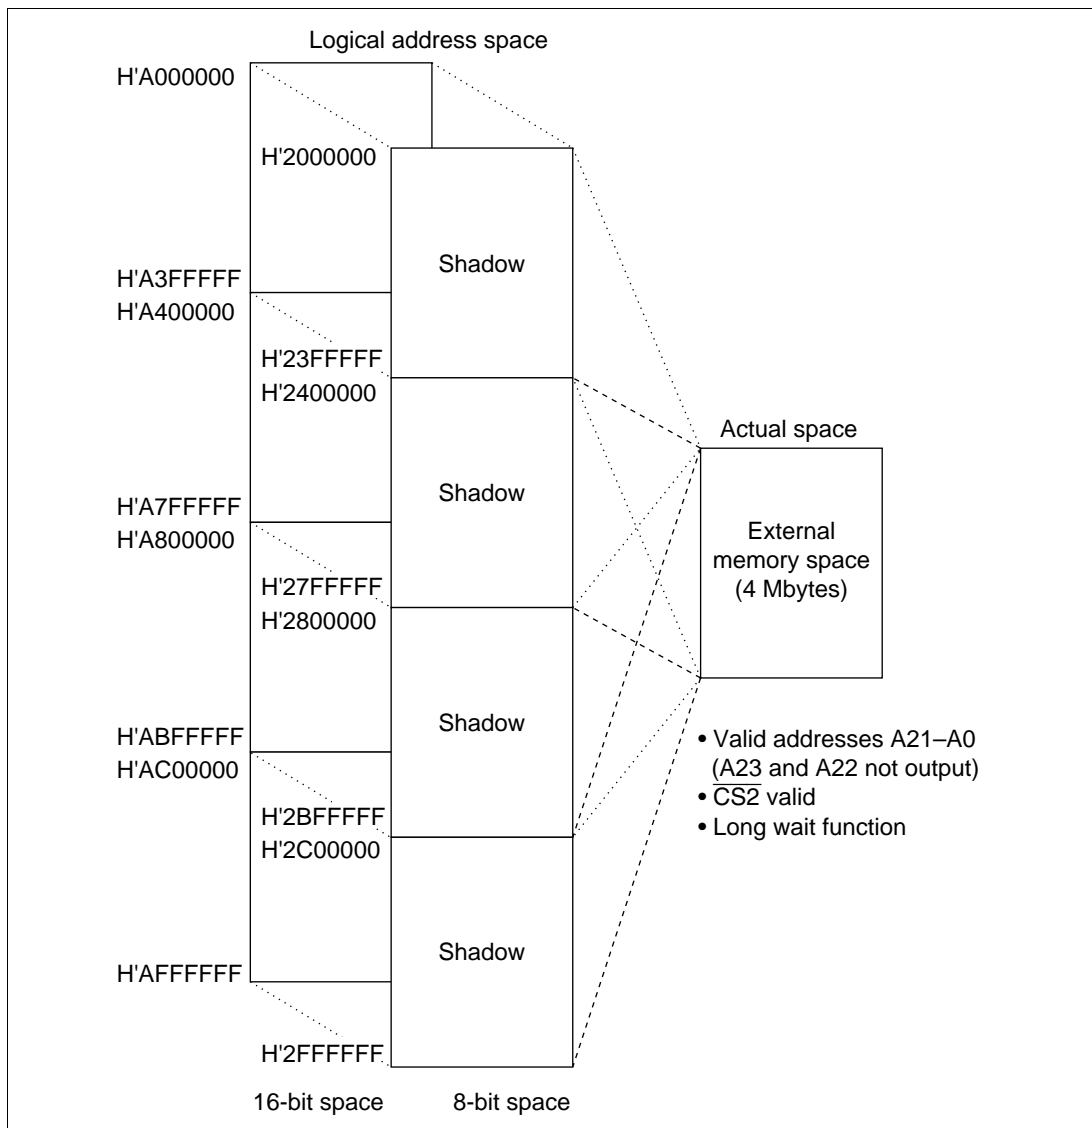 Logical address space
H'A000000
H'2000000
Shadow
H'A3FFFFF
H'A400000
H'23FFFFF
H'2400000
Actual space
Shadow
H'A7FFFFF
H'A800000
External
memory space
(4 Mbytes)
H'27FFFFF
H'2800000
Shadow
H'ABFFFFF
H'AC00000
• Valid addresses A21–A0
(A23 and A22 not output)
• CS2 valid
• Long wait function
H'2BFFFFF
H'2C00000
Shadow
H'AFFFFFF
H'2FFFFFF
16-bit space 8-bit space